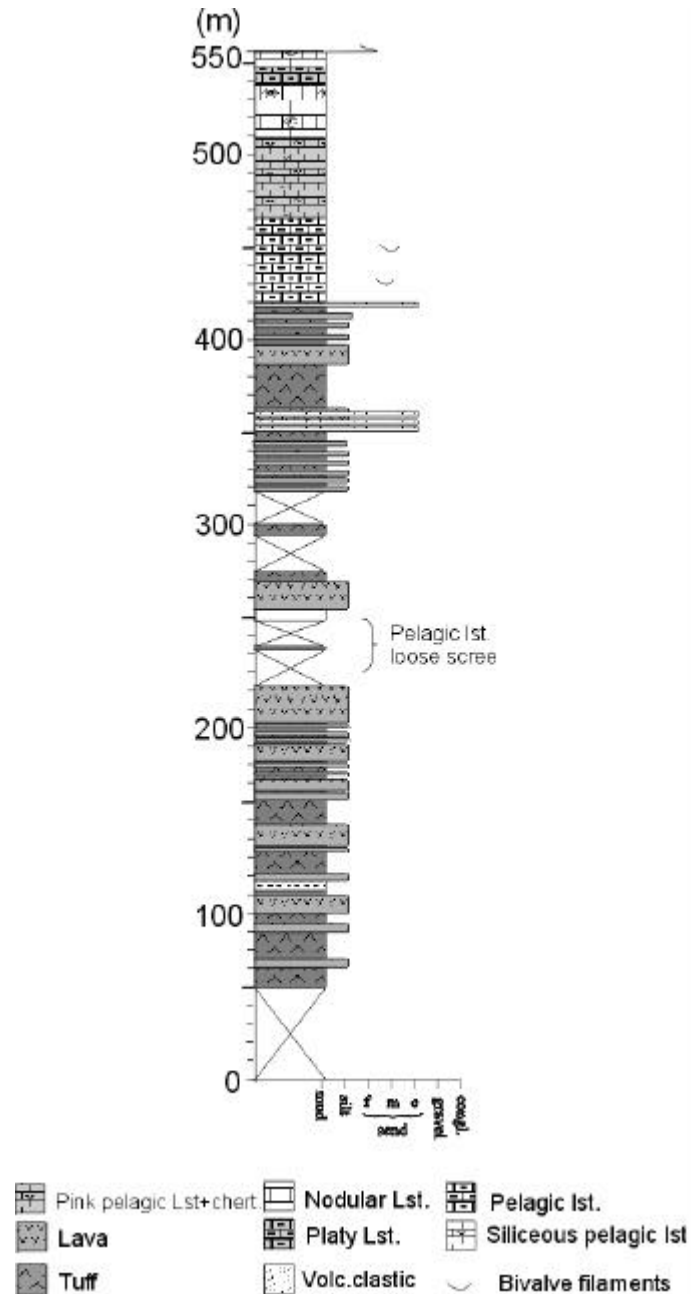 (m)
550
500
400
300
Pelagic lst.
loose scree
200
100
0
mud
silt
f
m
c
gravel
congl.
sand
Pink pelagic Lst+chert
Nodular Lst.
Pelagic lst.
Lava
Platy Lst.
Siliceous pelagic lst
Tuff
Volc.clastic
Bivalve filaments